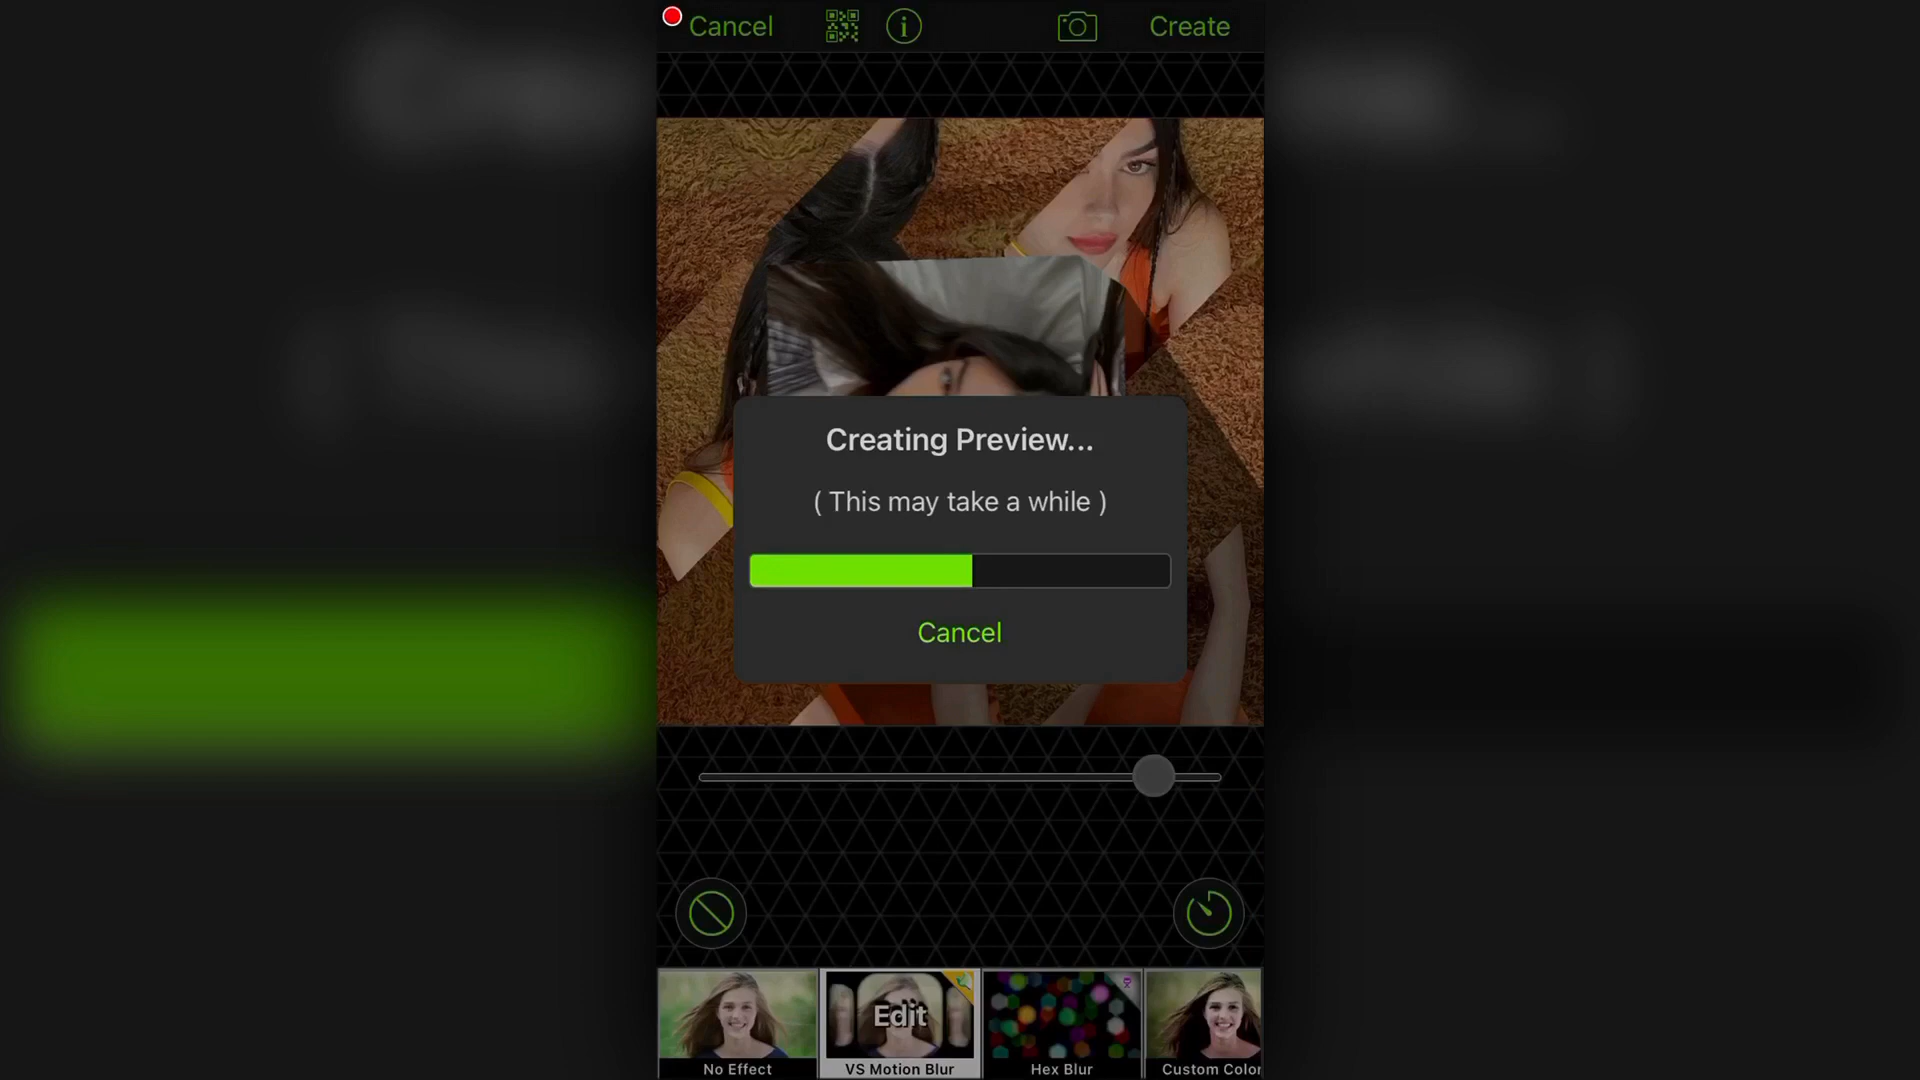 Cancel
Create
Creating Preview...
( This may take a while )
Cancel
Edit
No Effect
VS Motion Blur
Hex Blur
Custom Color